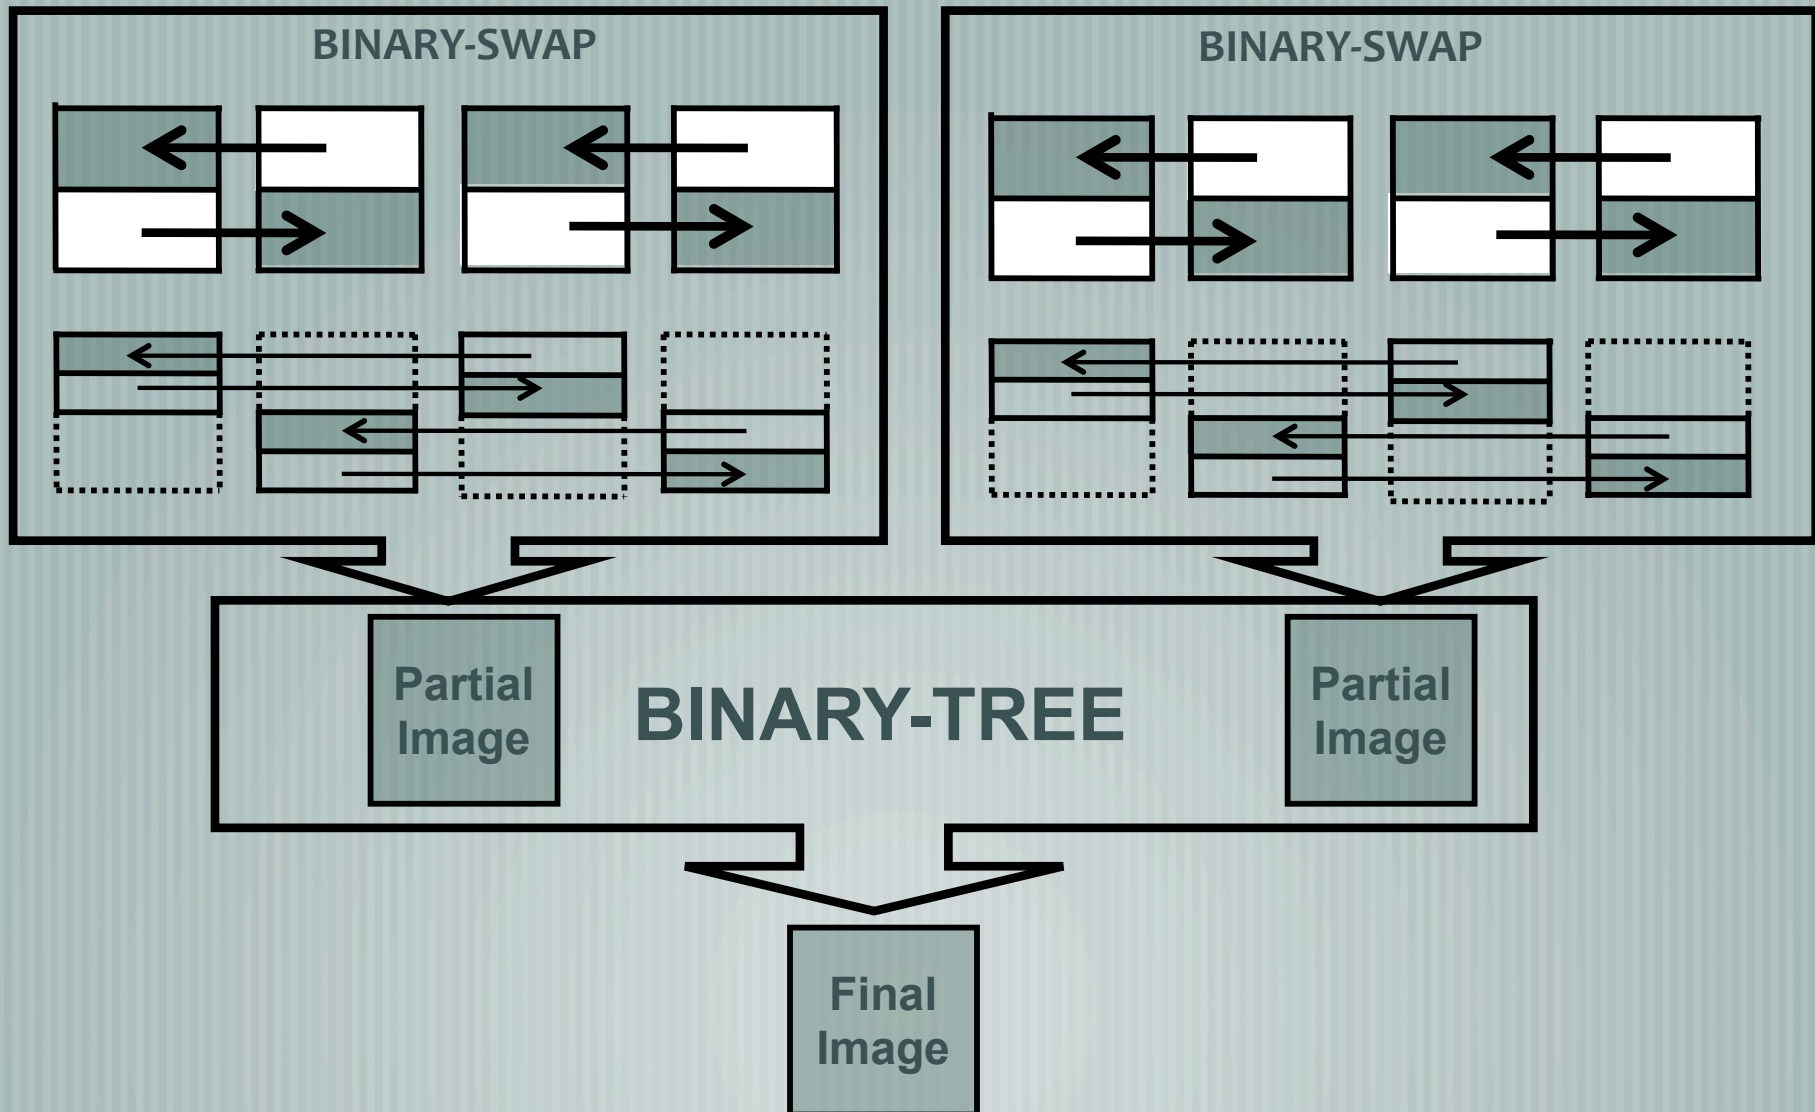 BINARY-SWAP
BINARY-SWAP
Partial
Image
BINARY-TREE
Partial
Image
Final
Image